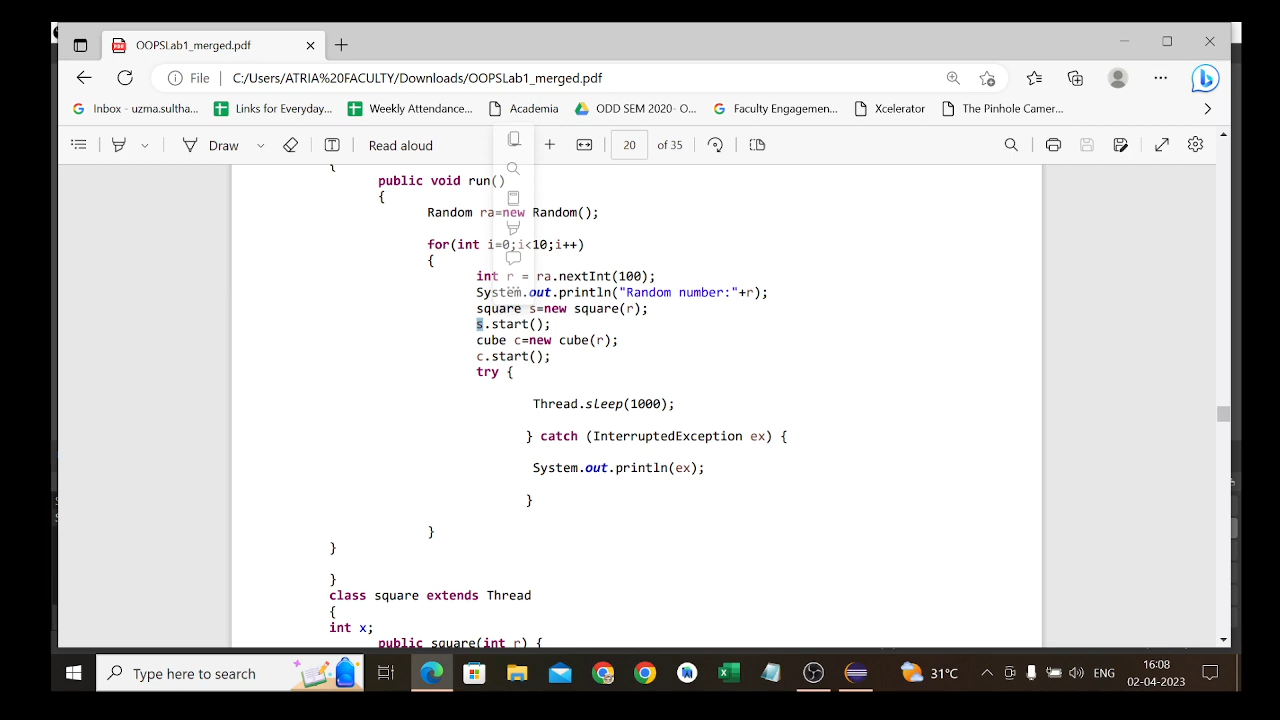 OOPSLab1_merged.pdf
File
C:/Users/ATRIA%20FACULTY/Downloads/OOPSLab1_merged.pdf
Inbox - uzma.sultha...
Links for Everyday...
Weekly Attendance...
Academia
ODD SEM 2020- O...
Faculty Engagemen...
Xcelerator
The Pinhole Camer...
Draw
Read aloud
20
of 35
{
public void run()
{
Random ra=new Random();
for(int i=0;i<10;i++)
{
int r = ra.nextInt(100);
System.out.println("Random number:"+r);
square s=new square(r);
s.start();
cube c=new cube(r);
c.start();
try {
Thread.sleep(1000);
} catch (InterruptedException ex) {
System.out.println(ex);
}
}
}
}
class square extends Thread
{
int x;
public square(int r) {
Type here to search
31°C
ENG
16:08
02-04-2023